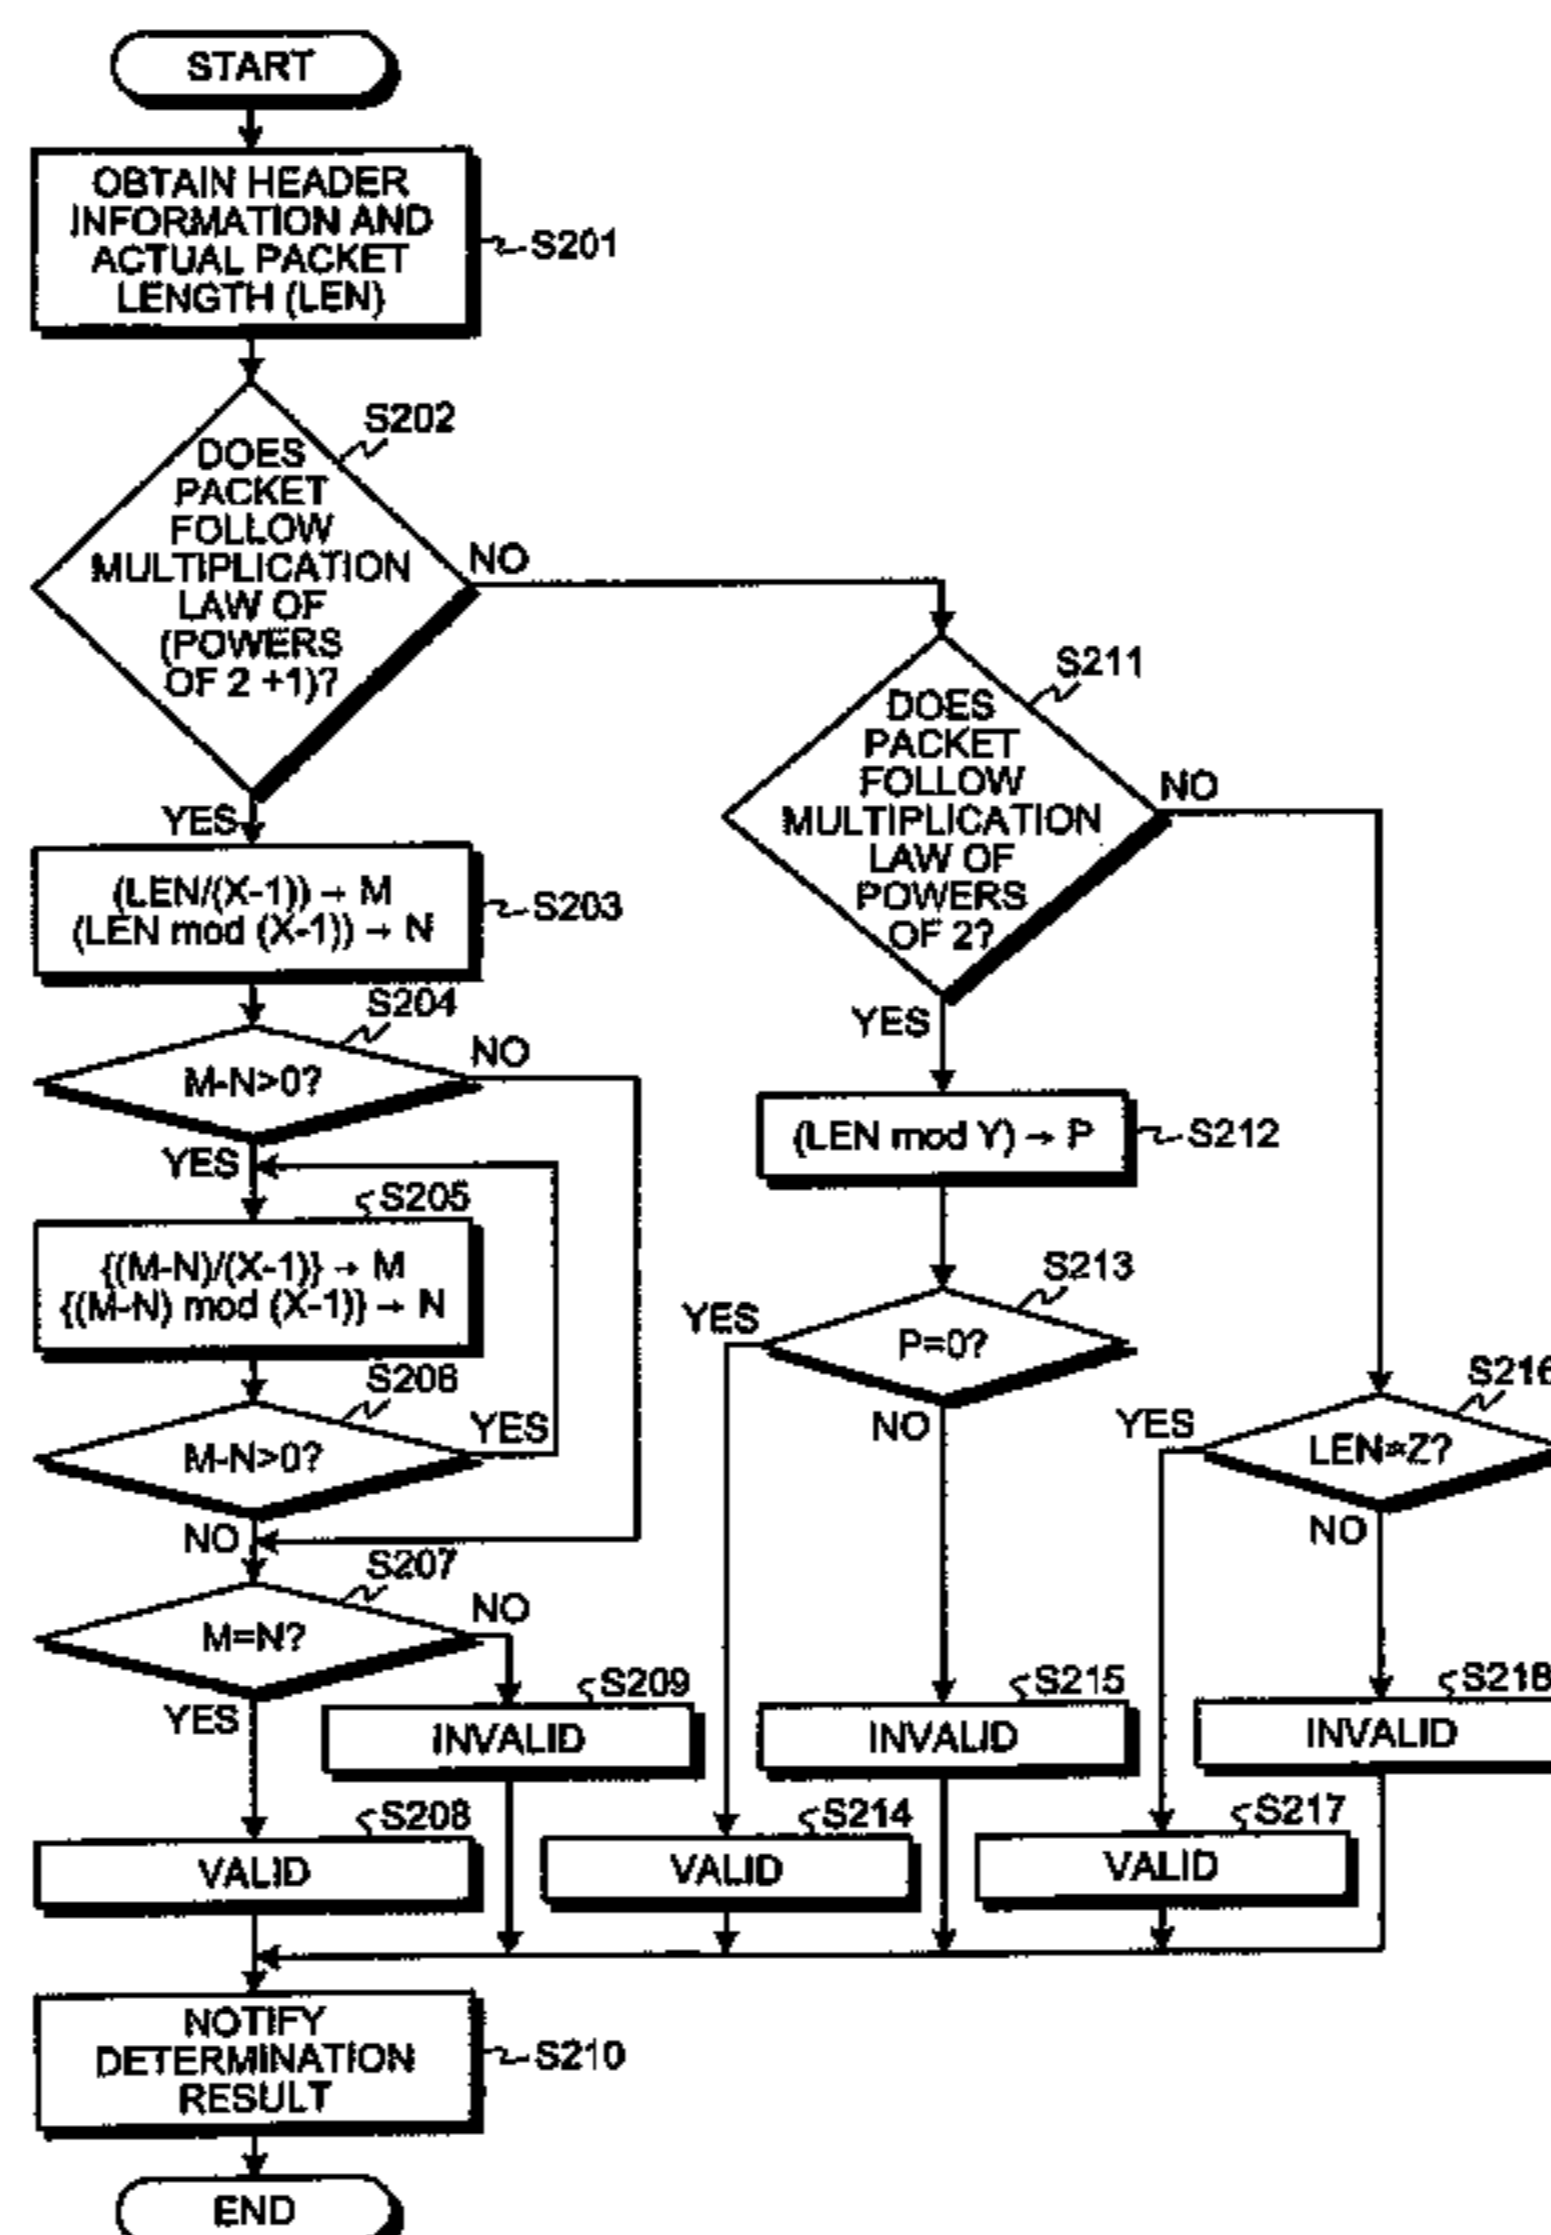 START
OBTAIN HEADER
INFORMATION AND
ACTUAL PACKET
LENGTH (LEN)
S201
S202
DOES
PACKET
FOLLOW
MULTIPLICATION
LAW OF
(POWERS
OF 2 +1)?
NO
YES
S211
DOES
PACKET
FOLLOW
MULTIPLICATION
LAW OF
POWERS
OF 2?
NO
YES
(LEN/(X-1)) → M
(LEN mod (X-1)) → N
S203
S204
M-N>0?
NO
YES
S205
{(M-N)/(X-1)} → M
{(M-N) mod (X-1)} → N
S206
M-N>0?
YES
NO
S207
M=N?
NO
YES
S209
INVALID
S208
VALID
(LEN mod Y) → P
S212
S213
P=0?
YES
NO
S215
INVALID
S214
VALID
S216
LEN=Z?
YES
NO
S218
INVALID
S217
VALID
NOTIFY
DETERMINATION
RESULT
S210
END